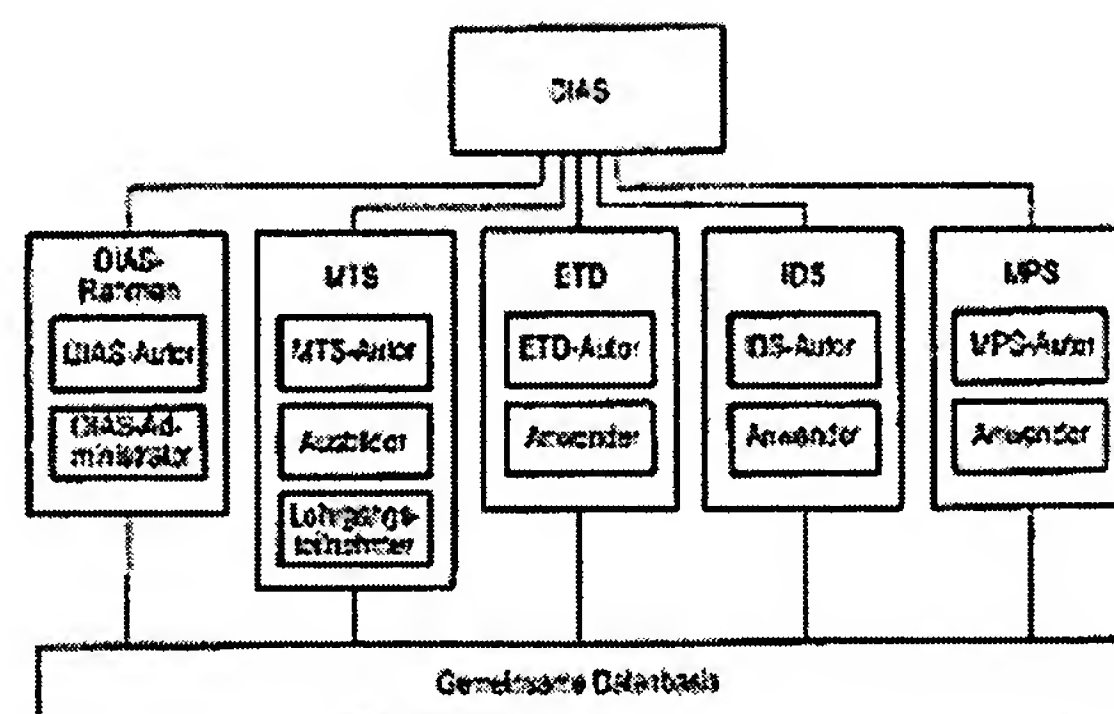 DIAS
DIAS-
Rahmen
DIAS-Autor
DIAS-Ad-
ministrator
MTS
MTS-Autor
Ausbilder
Lehrgangs-
teilnehmer
ETD
ETD-Autor
Anwender
IDS
IDS-Autor
Anwender
MPS
MPS-Autor
Anwender
Gemeinsame Datenbasis